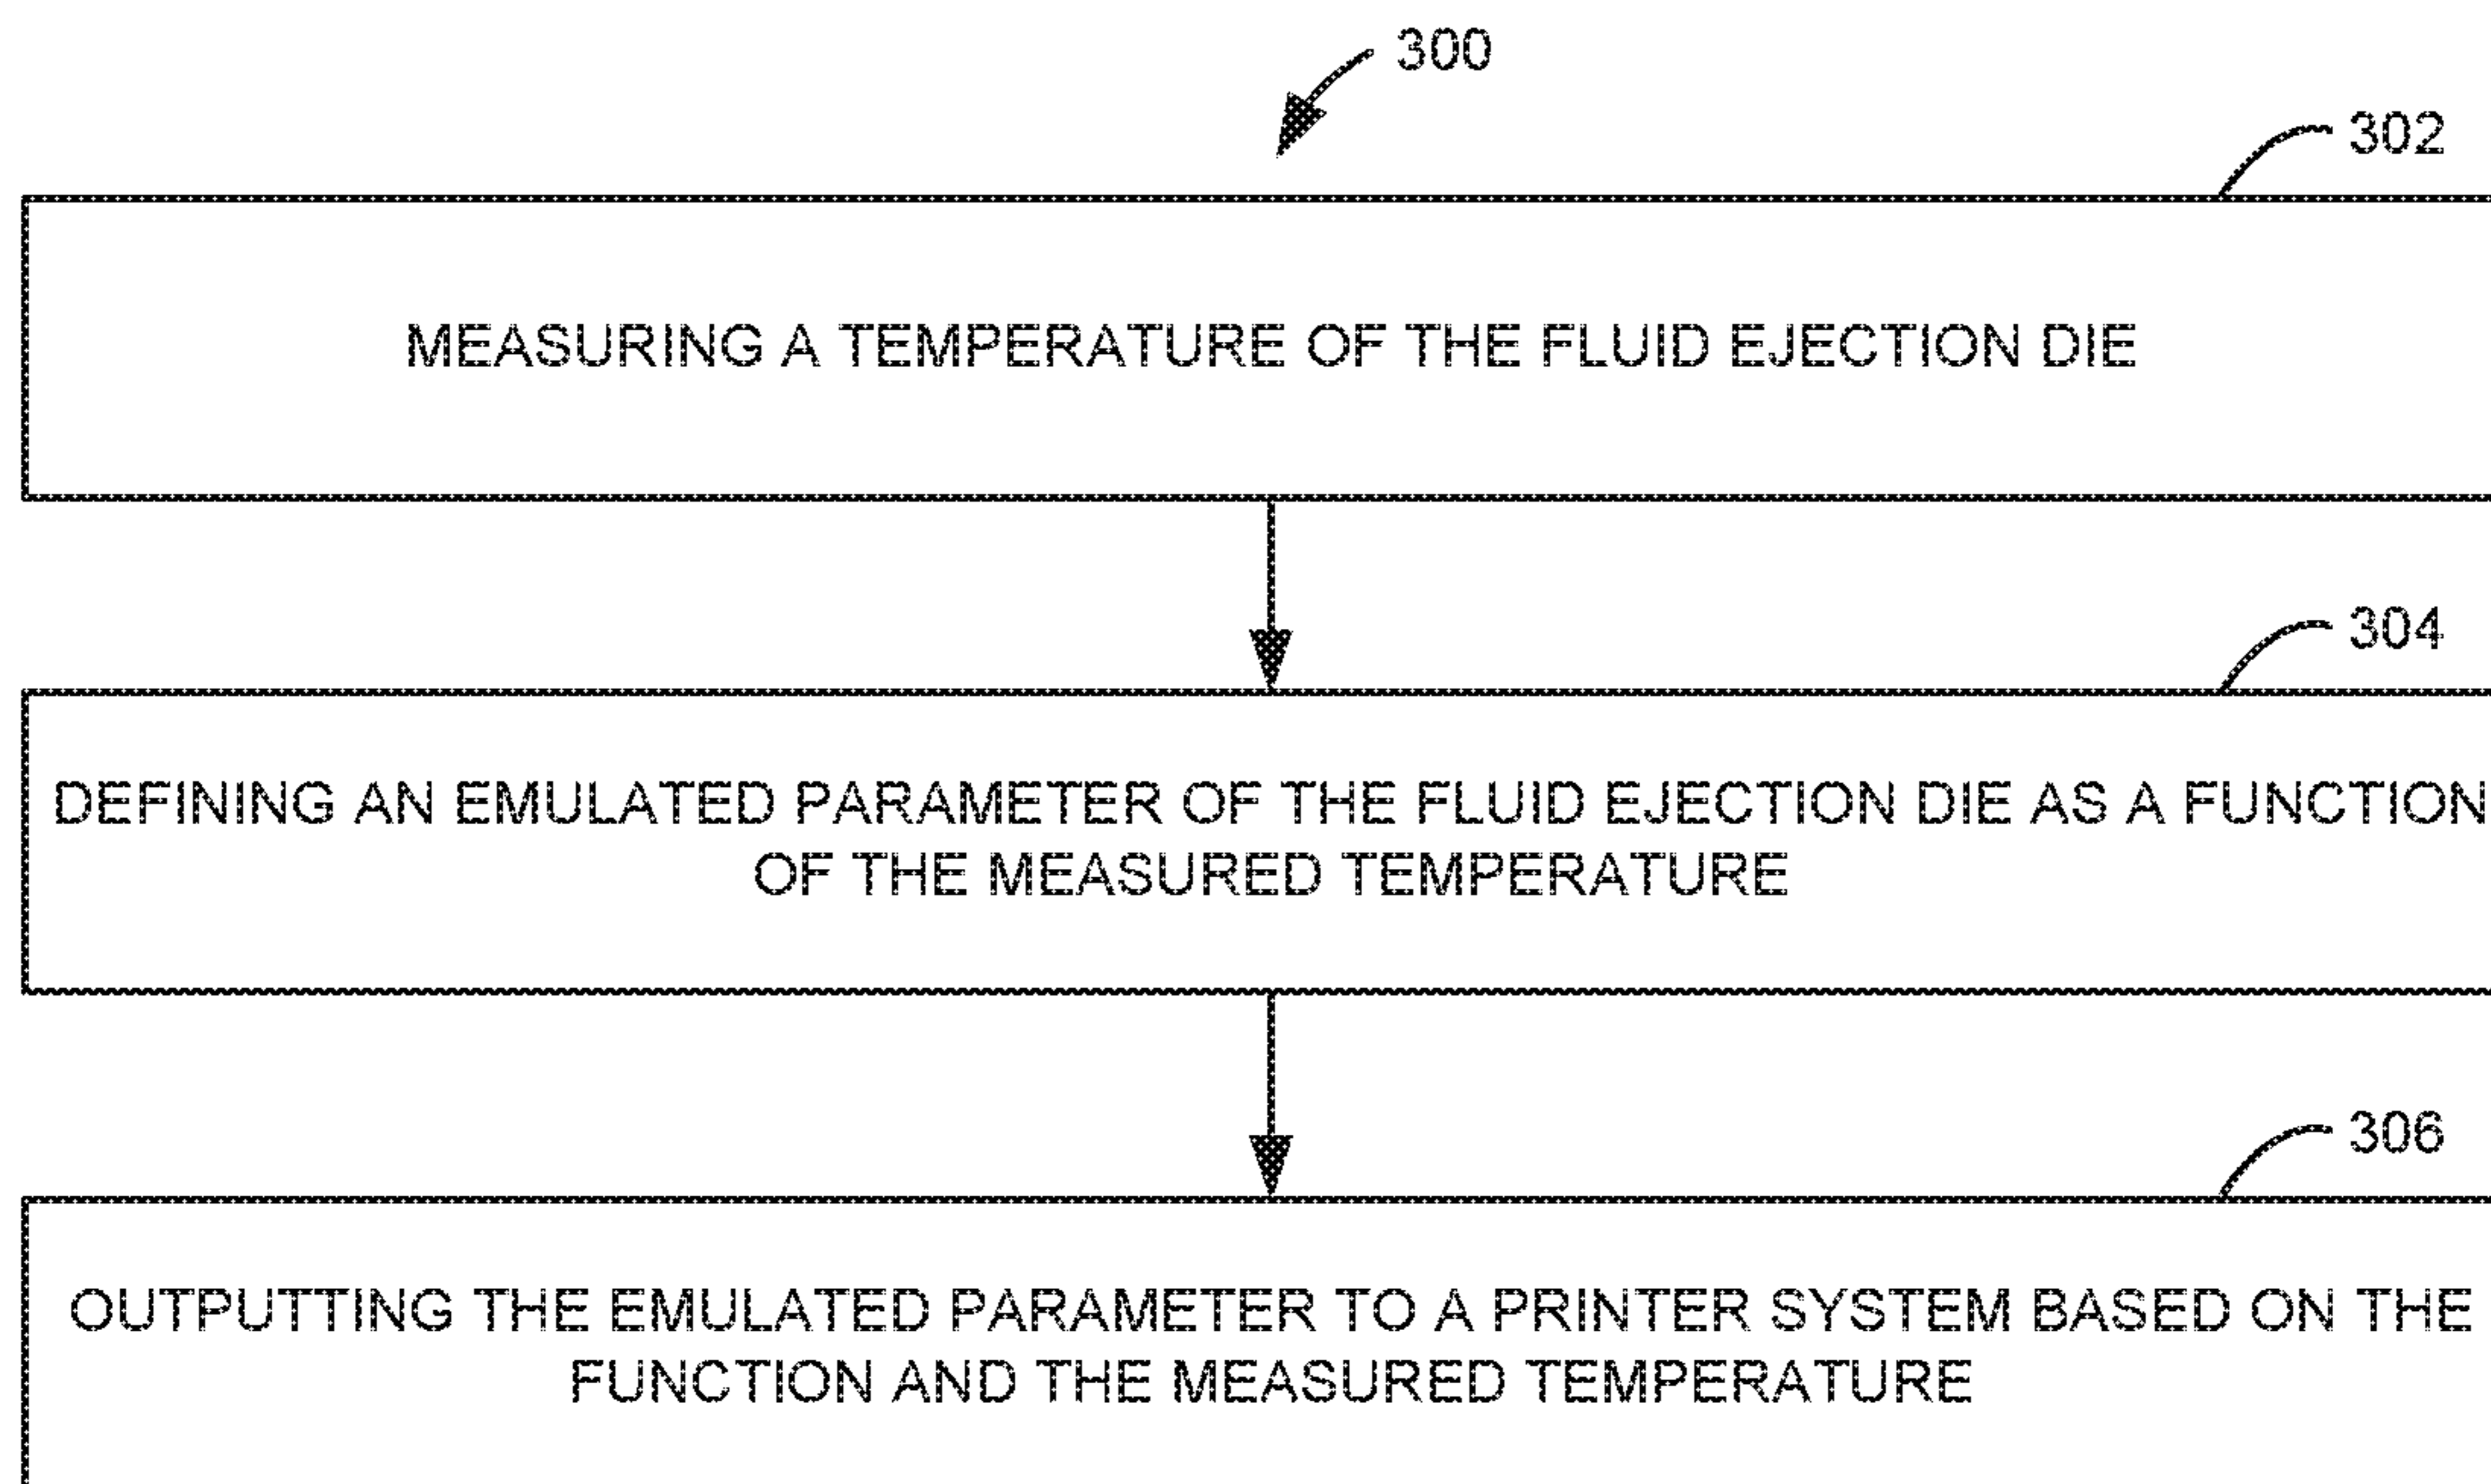 300
302
MEASURING A TEMPERATURE OF THE FLUID EJECTION DIE
304
DEFINING AN EMULATED PARAMETER OF THE FLUID EJECTION DIE AS A FUNCTION
OF THE MEASURED TEMPERATURE
306
OUTPUTTING THE EMULATED PARAMETER TO A PRINTER SYSTEM BASED ON THE
FUNCTION AND THE MEASURED TEMPERATURE